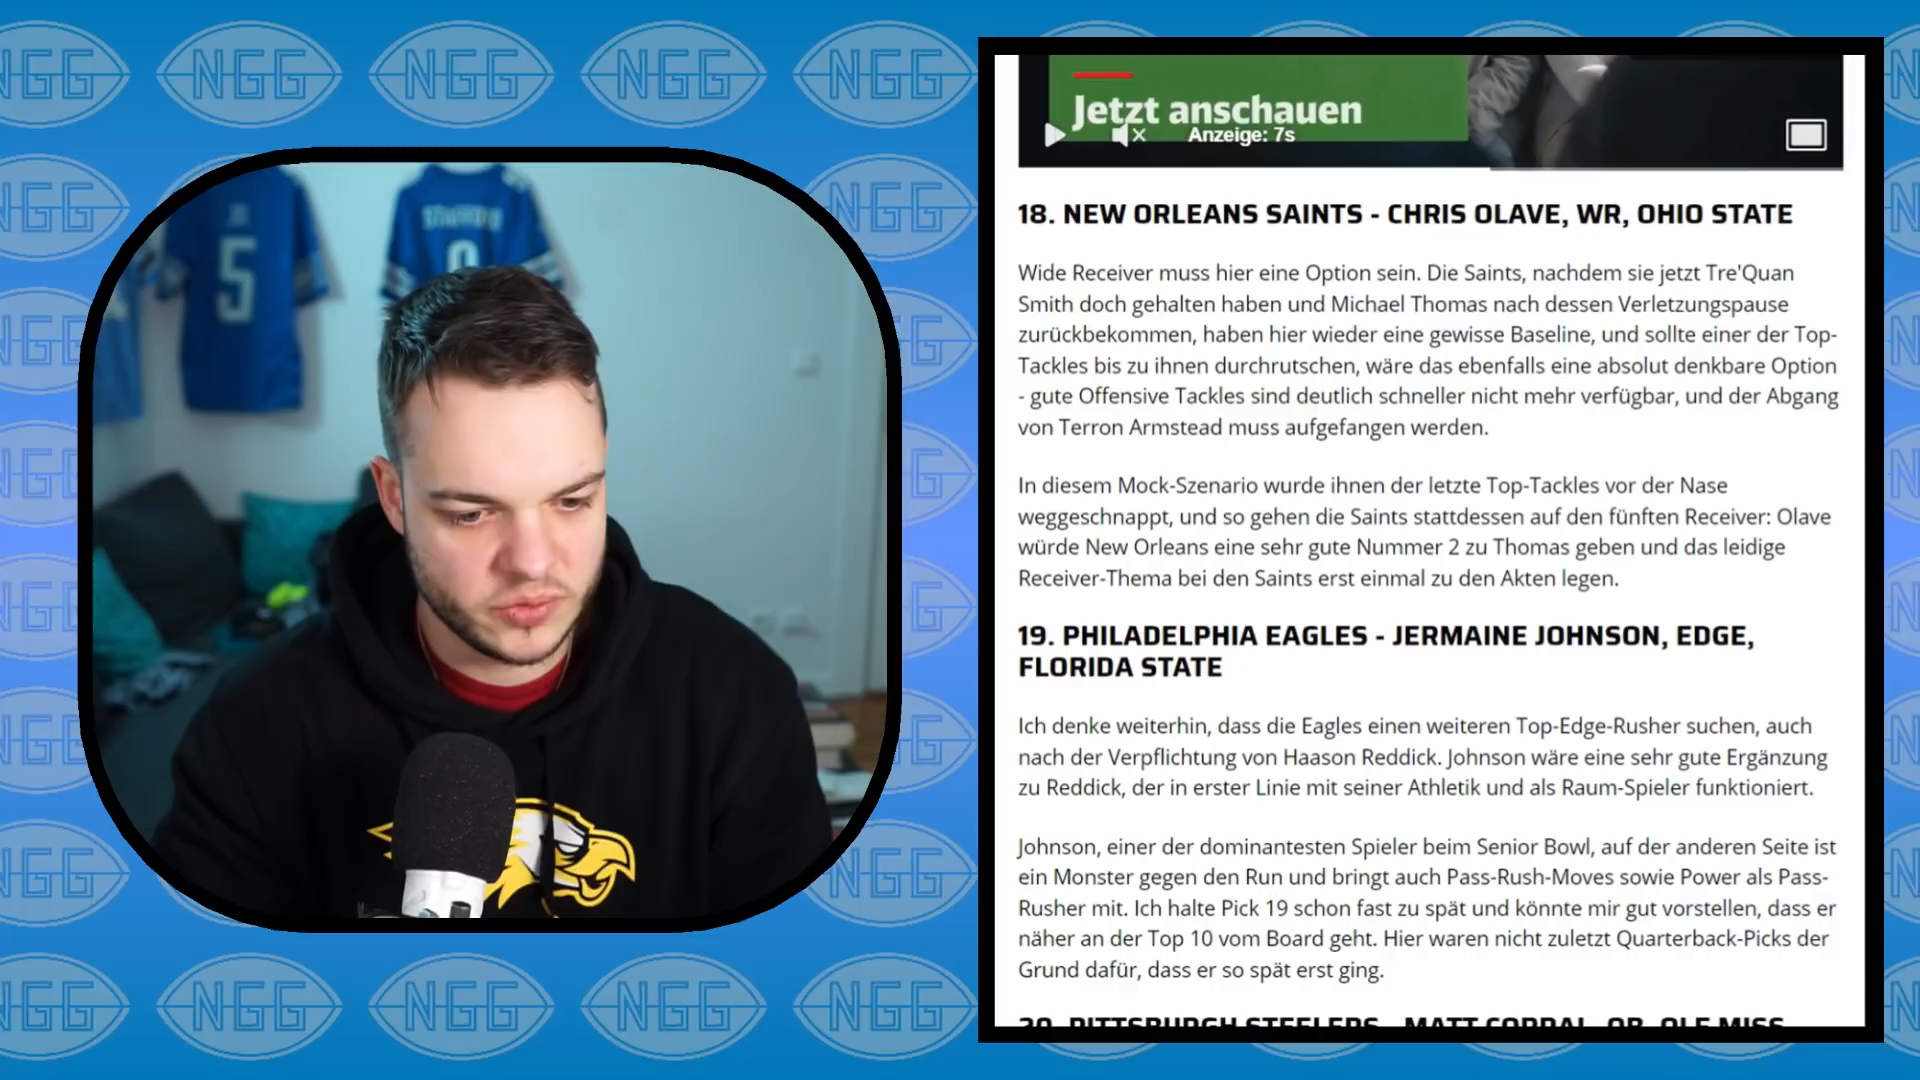 Jetzt anschauen
Anzeige: 7s
18. NEW ORLEANS SAINTS - CHRIS OLAVE, WR, OHIO STATE
Wide Receiver muss hier eine Option sein. Die Saints, nachdem sie jetzt Tre'Quan
Smith doch gehalten haben und Michael Thomas nach dessen Verletzungspause
zurückbekommen, haben hier wieder eine gewisse Baseline, und sollte einer der Top-
Tackles bis zu ihnen durchrutschen, wäre das ebenfalls eine absolut denkbare Option
- gute Offensive Tackles sind deutlich schneller nicht mehr verfügbar, und der Abgang
von Terron Armstead muss aufgefangen werden.
In diesem Mock-Szenario wurde ihnen der letzte Top-Tackles vor der Nase
weggeschnappt, und so gehen die Saints stattdessen auf den fünften Receiver: Olave
würde New Orleans eine sehr gute Nummer 2 zu Thomas geben und das leidige
Receiver-Thema bei den Saints erst einmal zu den Akten legen.
19. PHILADELPHIA EAGLES - JERMAINE JOHNSON, EDGE,
FLORIDA STATE
Ich denke weiterhin, dass die Eagles einen weiteren Top-Edge-Rusher suchen, auch
nach der Verpflichtung von Haason Reddick. Johnson wäre eine sehr gute Ergänzung
zu Reddick, der in erster Linie mit seiner Athletik und als Raum-Spieler funktioniert.
Johnson, einer der dominantesten Spieler beim Senior Bowl, auf der anderen Seite ist
ein Monster gegen den Run und bringt auch Pass-Rush-Moves sowie Power als Pass-
Rusher mit. Ich halte Pick 19 schon fast zu spät und könnte mir gut vorstellen, dass er
näher an der Top 10 vom Board geht. Hier waren nicht zuletzt Quarterback-Picks der
Grund dafür, dass er so spät erst ging.
20. PITTSBURGH STEELERS - MATT CORRAL, QB, OLE MISS
NGG
5
STAFFORD
9